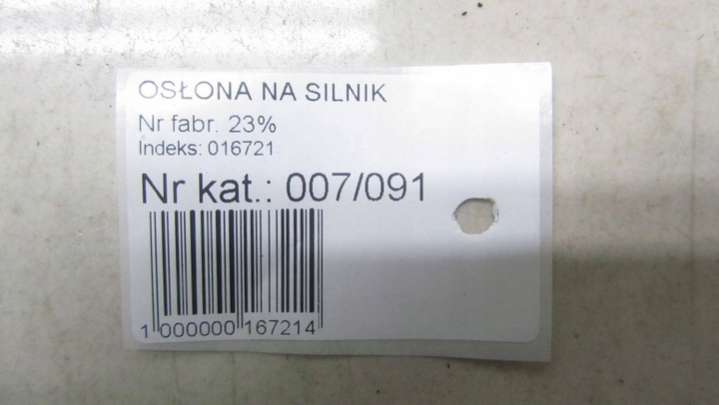 OSŁONA NA SILNIK
Nr fabr. 23%
Indeks: 016721
Nr kat.: 007/091
1 000000 167214